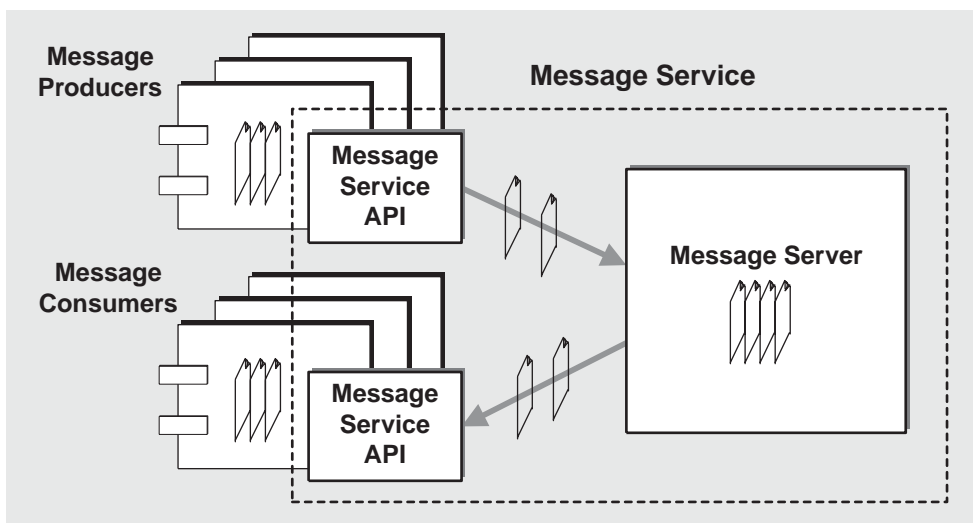 Message
Producers
Message Service
Message
Service
API
Message Server
Message
Consumers
Message
Service
API